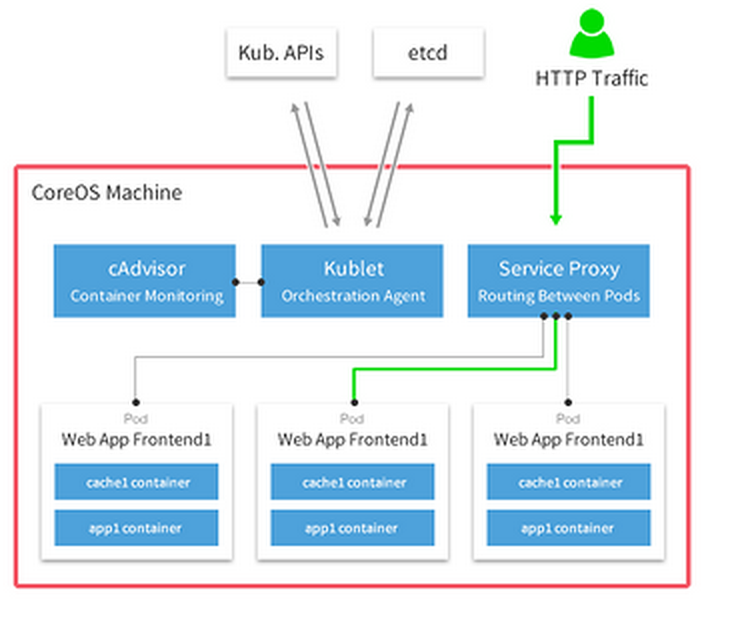 Kub. APIs
etcd
HTTP Traffic
CoreOS Machine
cAdvisor
Container Monitoring
Kublet
Orchestration Agent
Service Proxy
Routing Between Pods
Pod
Web App Frontend1
cache1 container
app1 container
Pod
Web App Frontend1
cache1 container
app1 container
Pod
Web App Frontend1
cache1 container
app1 container